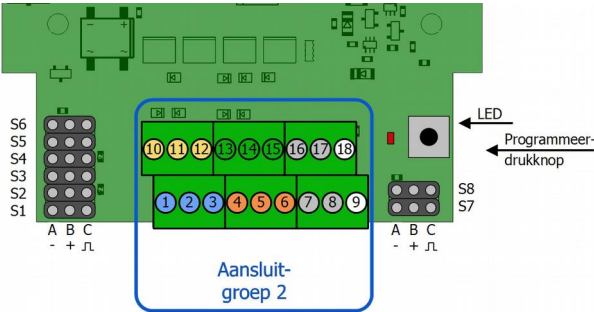 - +
LED
Programmeer-
drukknop
S6
S5
S4
S3
S2
S1
10 11 12 13 14 15 16 17 18
1 2 3 4 5 6 7 8 9
S8
S7
A B C
- + ⎍
A B C
- + ⎍
Aansluit-
groep 2